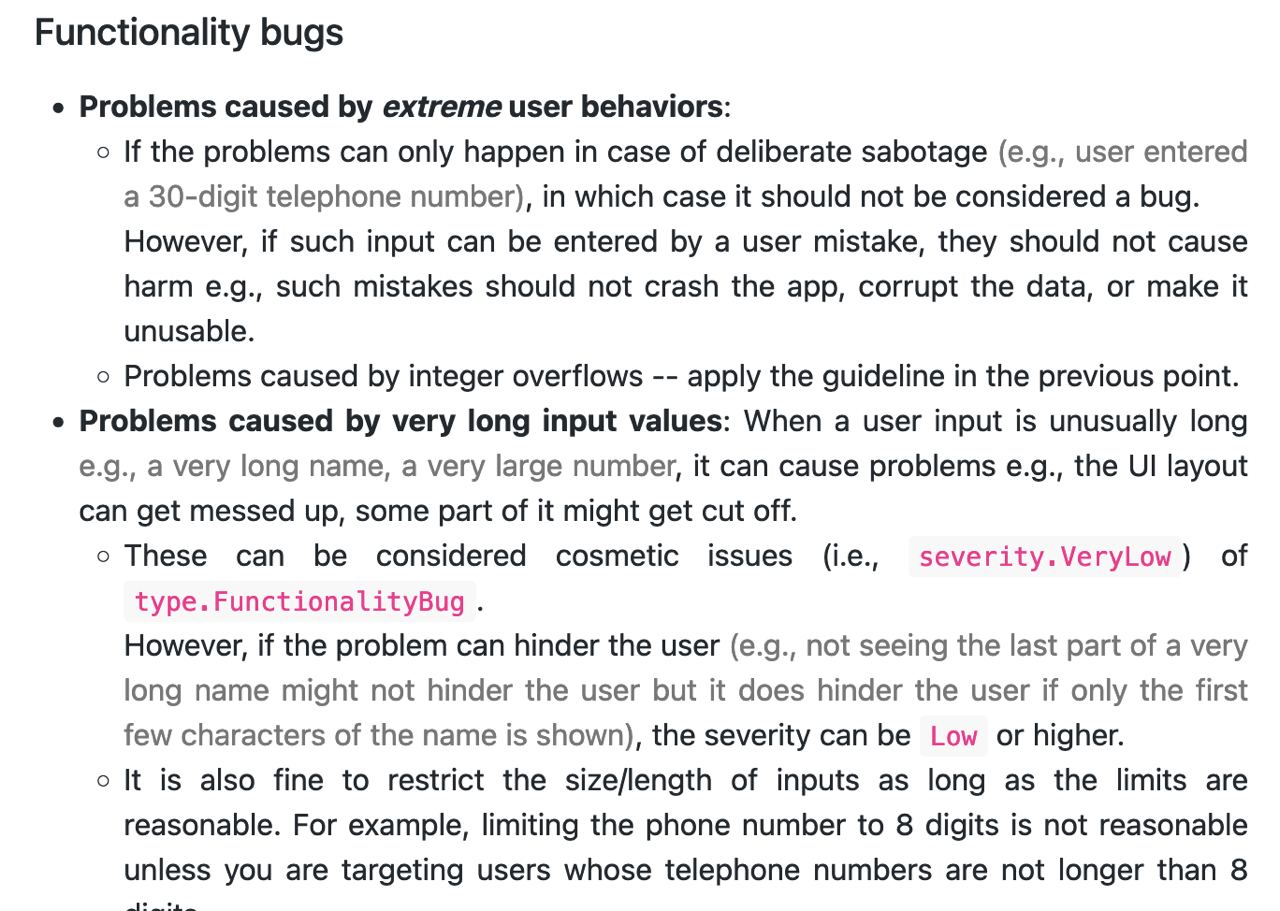 Functionality bugs
• Problems caused by extreme user behaviors:
○ If the problems can only happen in case of deliberate sabotage (e.g., user entered
a 30-digit telephone number), in which case it should not be considered a bug.
However, if such input can be entered by a user mistake, they should not cause
harm e.g., such mistakes should not crash the app, corrupt the data, or make it
unusable.
○ Problems caused by integer overflows -- apply the guideline in the previous point.
• Problems caused by very long input values: When a user input is unusually long
e.g., a very long name, a very large number, it can cause problems e.g., the UI layout
can get messed up, some part of it might get cut off.
○ These can be considered cosmetic issues (i.e., severity.VeryLow) of
type.FunctionalityBug.
However, if the problem can hinder the user (e.g., not seeing the last part of a very
long name might not hinder the user but it does hinder the user if only the first
few characters of the name is shown), the severity can be Low or higher.
○ It is also fine to restrict the size/length of inputs as long as the limits are
reasonable. For example, limiting the phone number to 8 digits is not reasonable
unless you are targeting users whose telephone numbers are not longer than 8